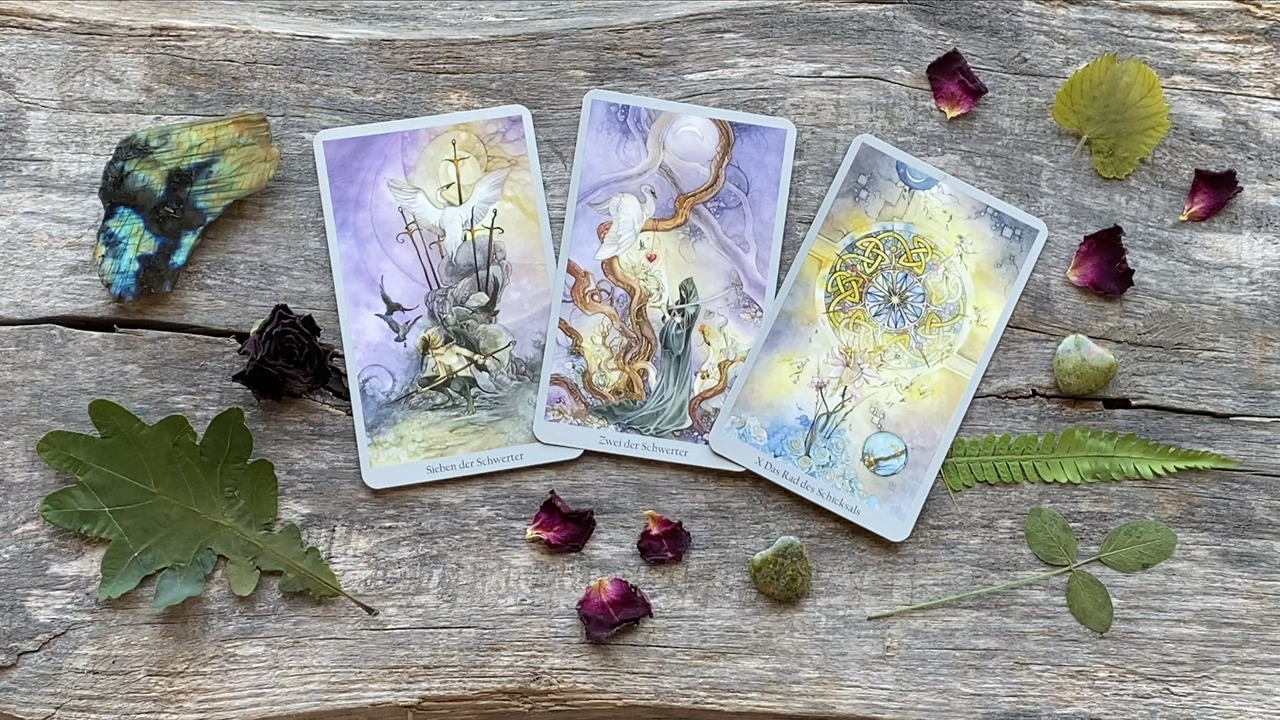 Sieben der Schwerter
Zwei der Schwerter
X Das Rad des Schicksals